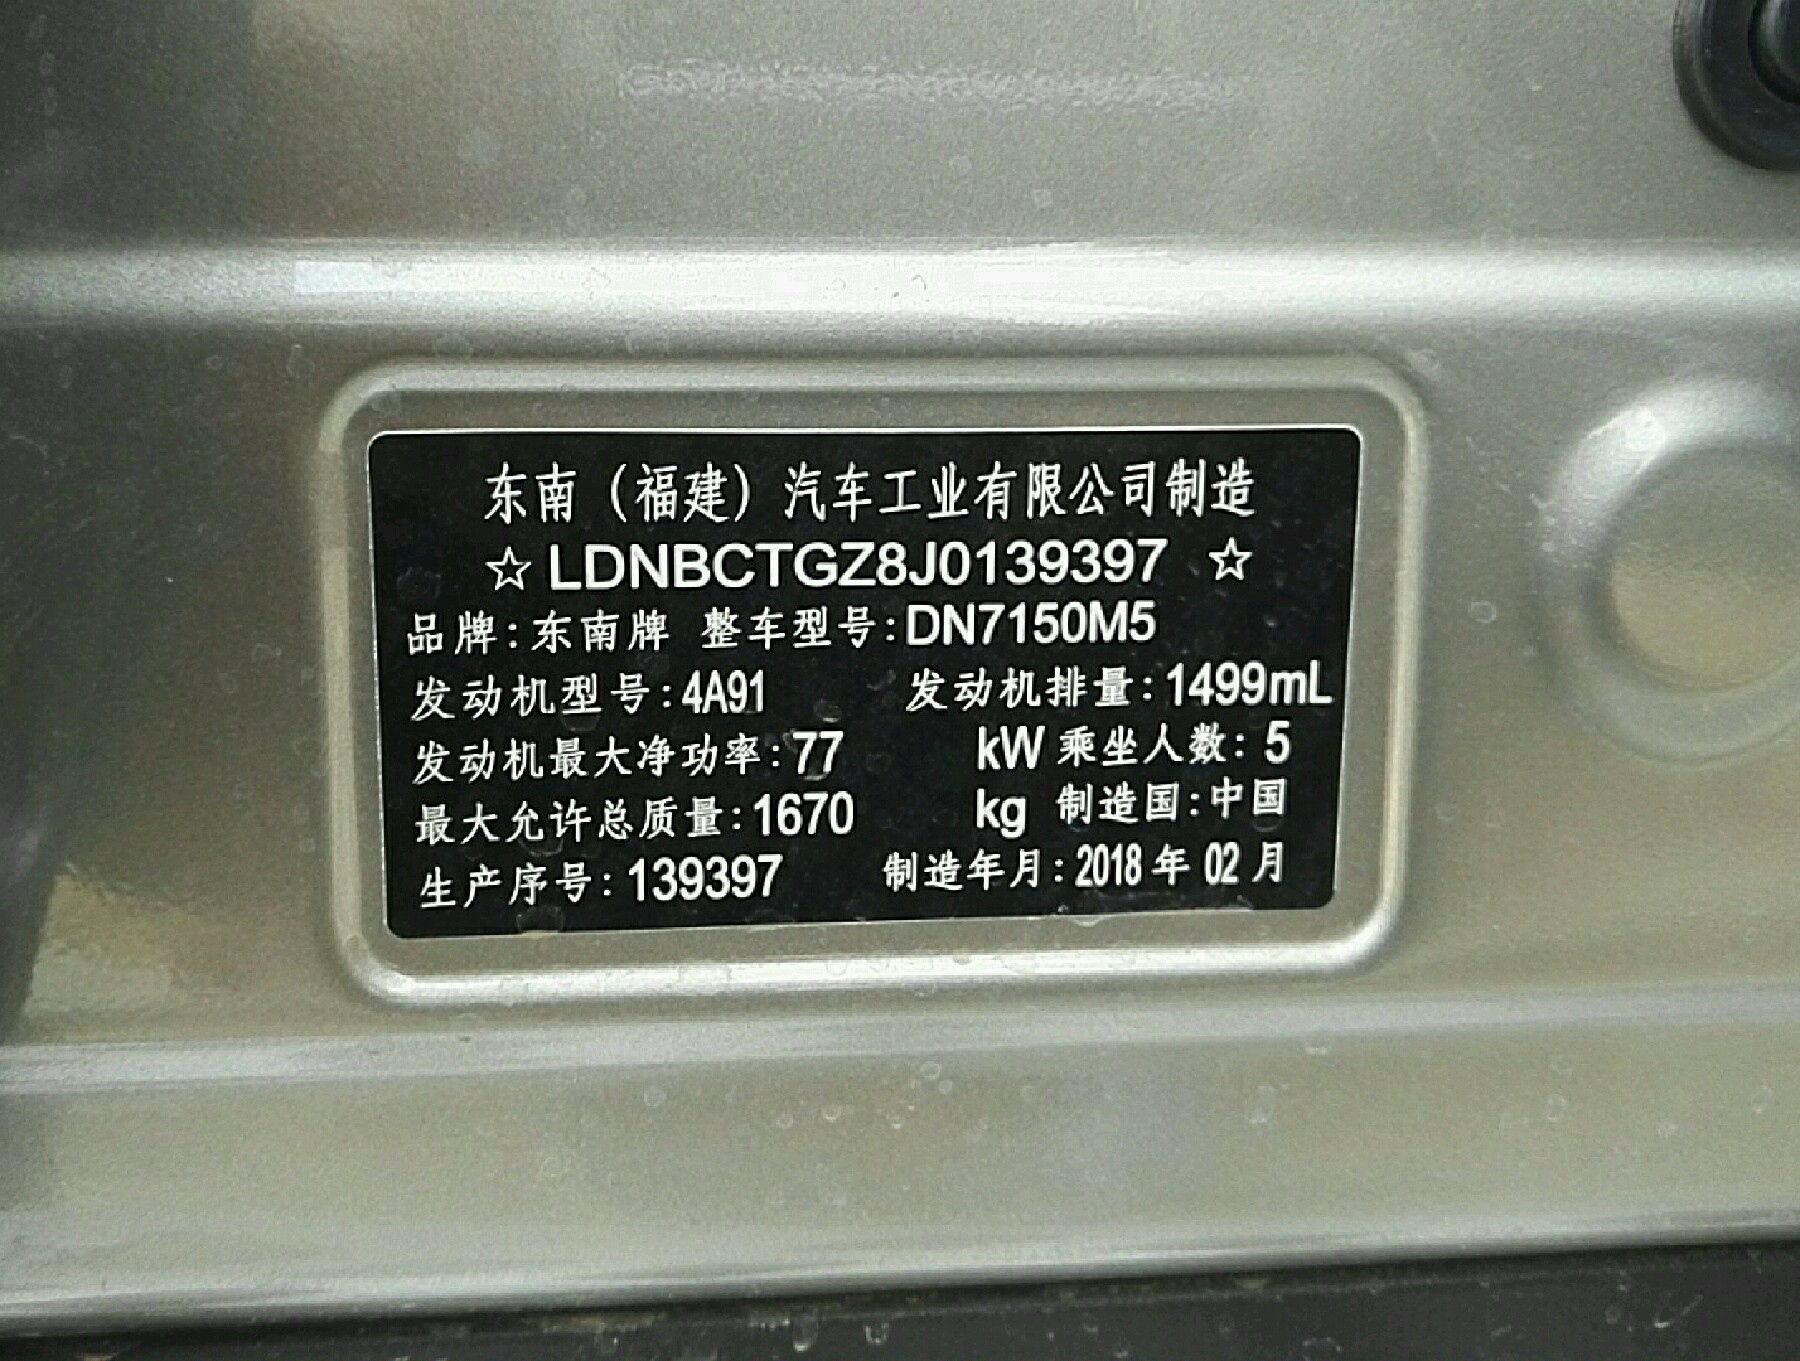 东南（福建）汽车工业有限公司制造
☆LDNBCTGZ8J0139397 ☆
品牌:东南牌 整车型号:DN7150M5
发动机型号:4A91 发动机排量:1499mL
发动机最大净功率:77 kW 乘坐人数:5
最大允许总质量:1670 kg 制造国:中国
生产序号:139397 制造年月:2018年02月